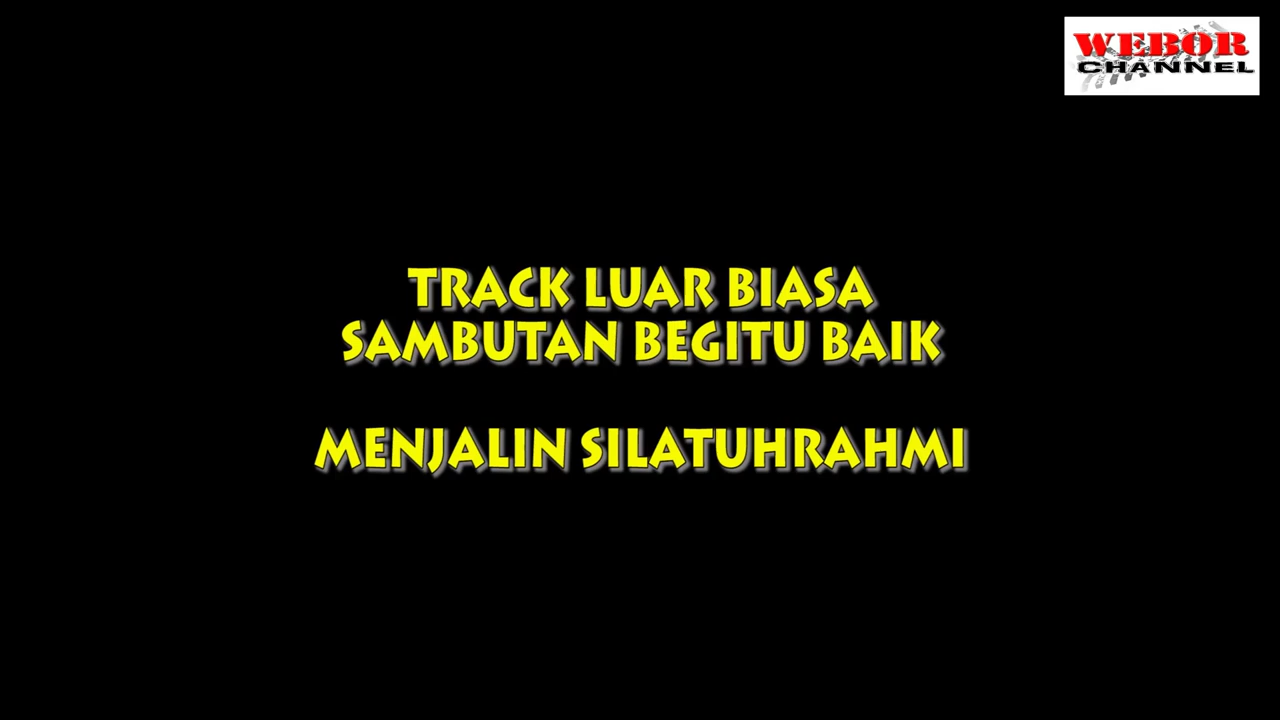 WEBOR
CHANNEL
TRACK LUAR BIASA
SAMBUTAN BEGITU BAIK
MENJALIN SILATUHRAHMI